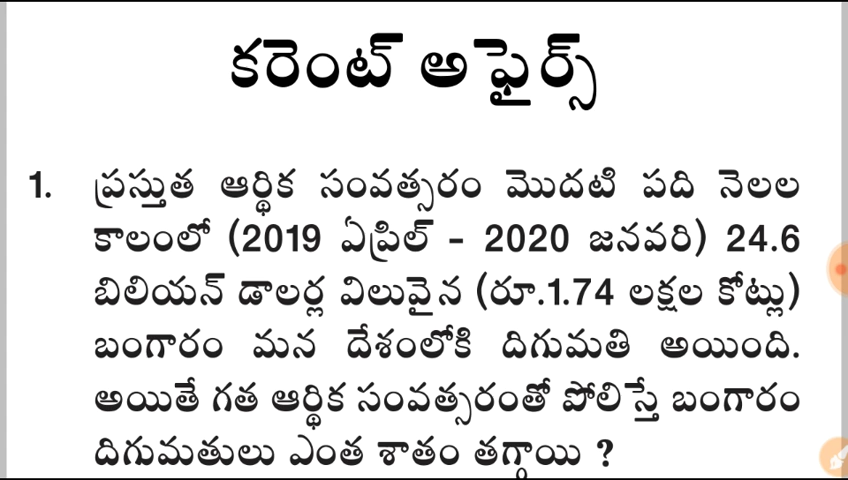 కరెంట్ అఫైర్స్
1. ప్రస్తుత ఆర్థిక సంవత్సరం మొదటి పది నెలల
కాలంలో (2019 ఏప్రిల్ - 2020 జనవరి) 24.6
బిలియన్ డాలర్ల విలువైన (రూ.1.74 లక్షల కోట్లు)
బంగారం మన దేశంలోకి దిగుమతి అయింది.
అయితే గత ఆర్థిక సంవత్సరంతో పోలిస్తే బంగారం
దిగుమతులు ఎంత శాతం తగ్గాయి ?